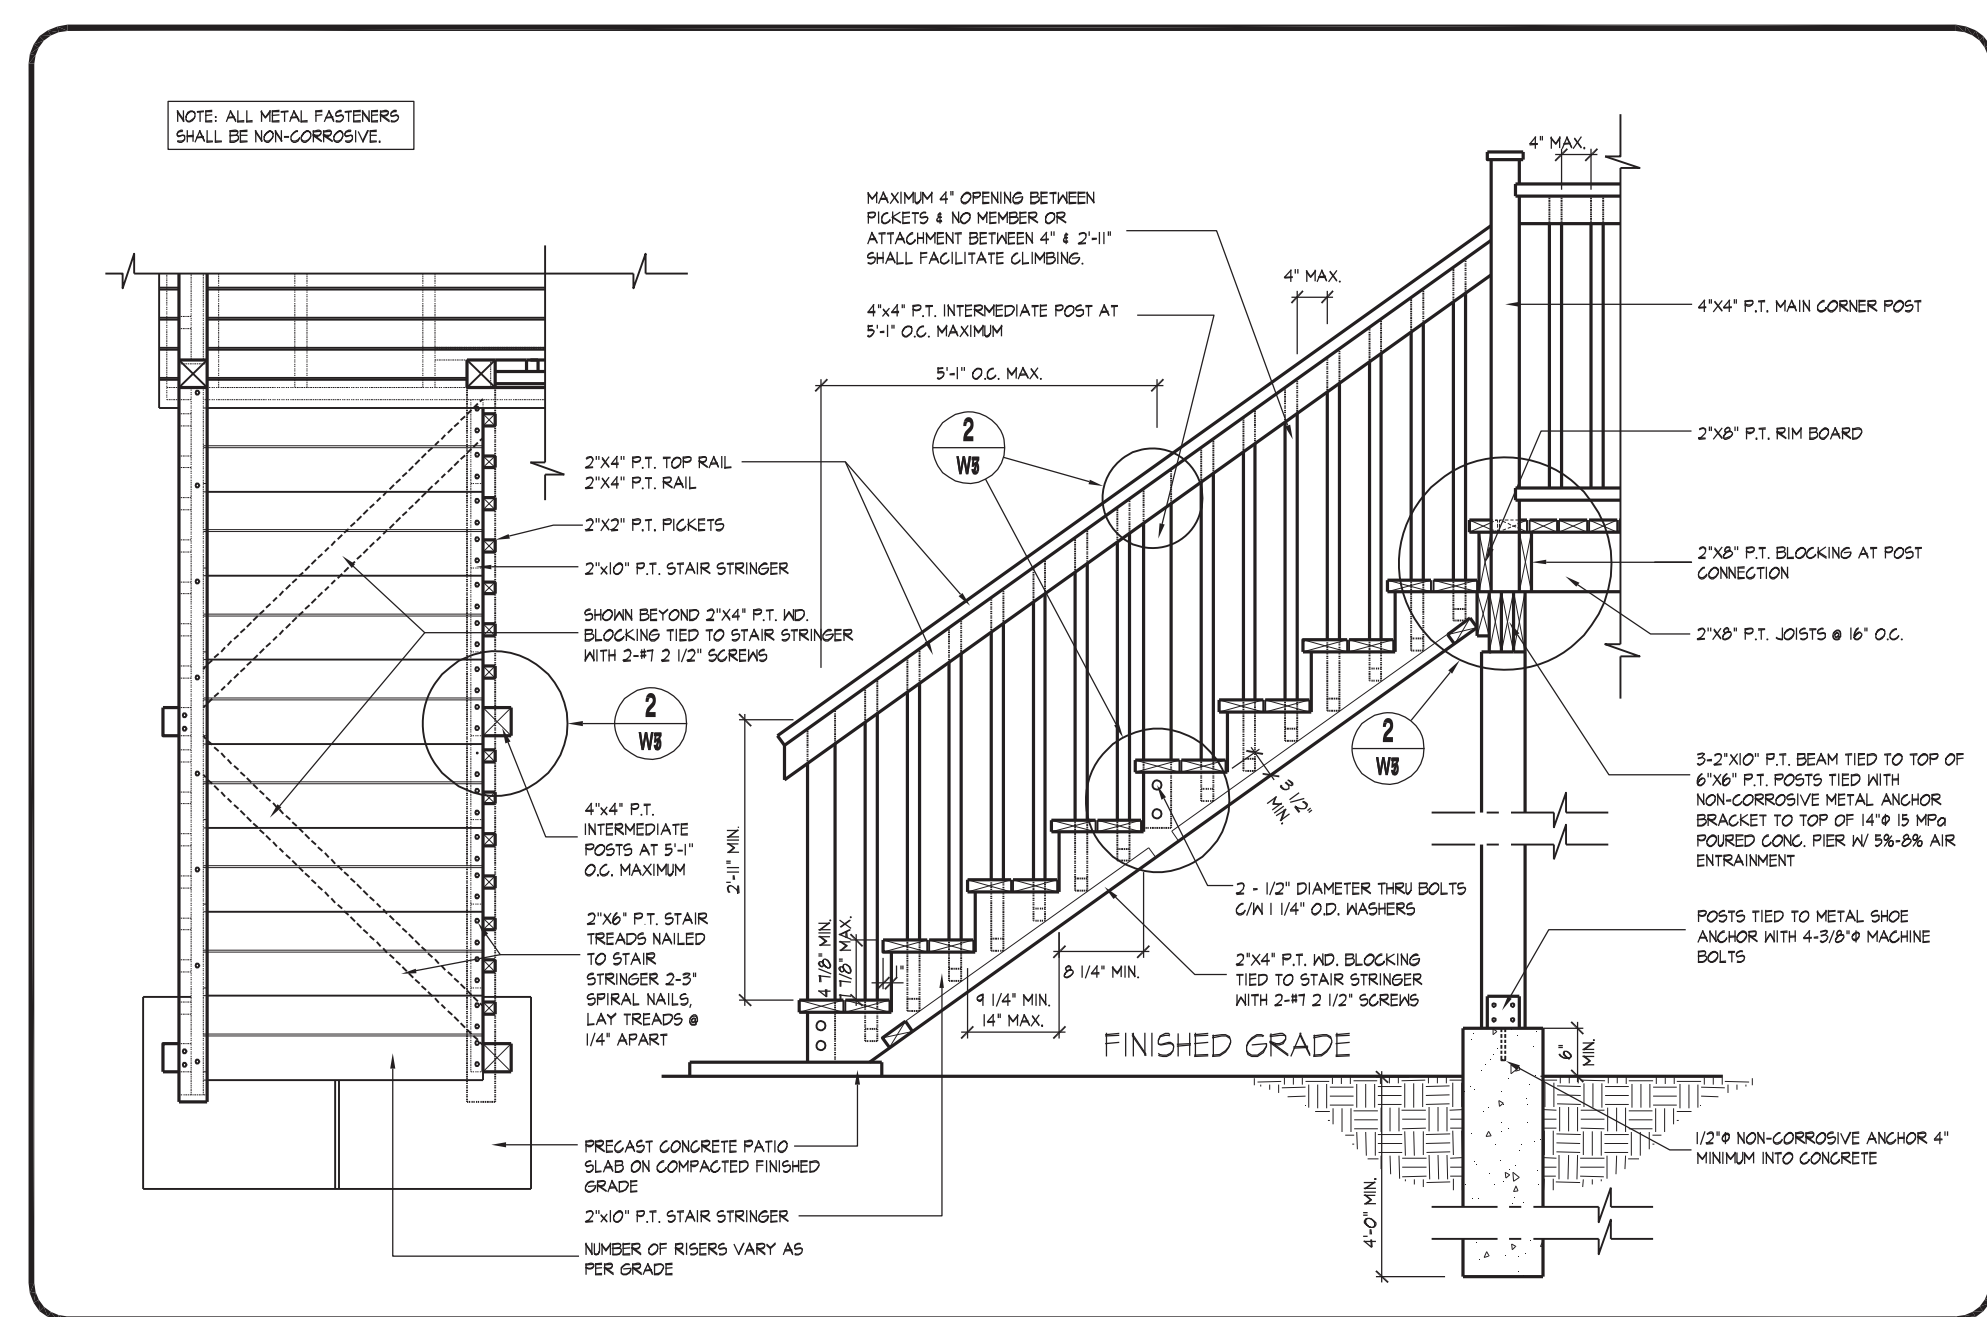 NOTE: ALL METAL FASTENERS
SHALL BE NON-CORROSIVE.
4" MAX.
MAXIMUM 4" OPENING BETWEEN
PICKETS & NO MEMBER OR
ATTACHMENT BETWEEN 4" & 2'-11"
SHALL FACILITATE CLIMBING.
4" MAX.
4"x4" P.T. INTERMEDIATE POST AT
5'-1" O.C. MAXIMUM
4"X4" P.T. MAIN CORNER POST
5'-1" O.C. MAX.
2
W3
2"X8" P.T. RIM BOARD
2"X4" P.T. TOP RAIL
2"X4" P.T. RAIL
2"X2" P.T. PICKETS
2"x10" P.T. STAIR STRINGER
2"X8" P.T. BLOCKING AT POST
CONNECTION
SHOWN BEYOND 2"X4" P.T. WD.
BLOCKING TIED TO STAIR STRINGER
WITH 2-#7 2 1/2" SCREWS
2"X8" P.T. JOISTS @ 16" O.C.
2
W3
2
W3
3-2"X10" P.T. BEAM TIED TO TOP OF
6"X6" P.T. POSTS TIED WITH
NON-CORROSIVE METAL ANCHOR
BRACKET TO TOP OF 14"Φ 15 MPa
POURED CONC. PIER W/ 5%-8% AIR
ENTRAINMENT
4"x4" P.T.
INTERMEDIATE
POSTS AT 5'-1"
O.C. MAXIMUM
3 1/2"
MIN.
2'-11" MIN.
2 - 1/2" DIAMETER THRU BOLTS
C/W 1 1/4" O.D. WASHERS
2"X6" P.T. STAIR
TREADS NAILED
TO STAIR
STRINGER 2-3"
SPIRAL NAILS,
LAY TREADS @
1/4" APART
4 7/8" MIN.
7 7/8" MAX.
1"
8 1/4" MIN.
9 1/4" MIN.
14" MAX.
2"X4" P.T. WD. BLOCKING
TIED TO STAIR STRINGER
WITH 2-#7 2 1/2" SCREWS
POSTS TIED TO METAL SHOE
ANCHOR WITH 4-3/8"Φ MACHINE
BOLTS
FINISHED GRADE
6"
MIN.
PRECAST CONCRETE PATIO
SLAB ON COMPACTED FINISHED
GRADE
1/2"Φ NON-CORROSIVE ANCHOR 4"
MINIMUM INTO CONCRETE
4'-0" MIN.
2"x10" P.T. STAIR STRINGER
NUMBER OF RISERS VARY AS
PER GRADE